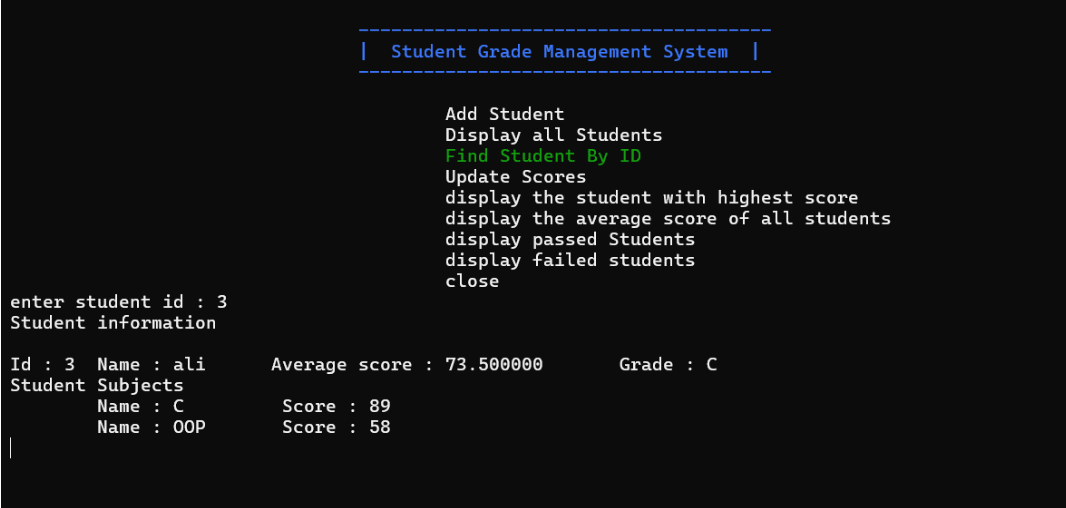 --------------------------------------
|  Student Grade Management System  |
--------------------------------------
Add Student
Display all Students
Find Student By ID
Update Scores
display the student with highest score
display the average score of all students
display passed Students
display failed students
close
enter student id : 3
Student information
Id : 3  Name : ali      Average score : 73.500000       Grade : C
Student Subjects
        Name : C         Score : 89
        Name : OOP       Score : 58